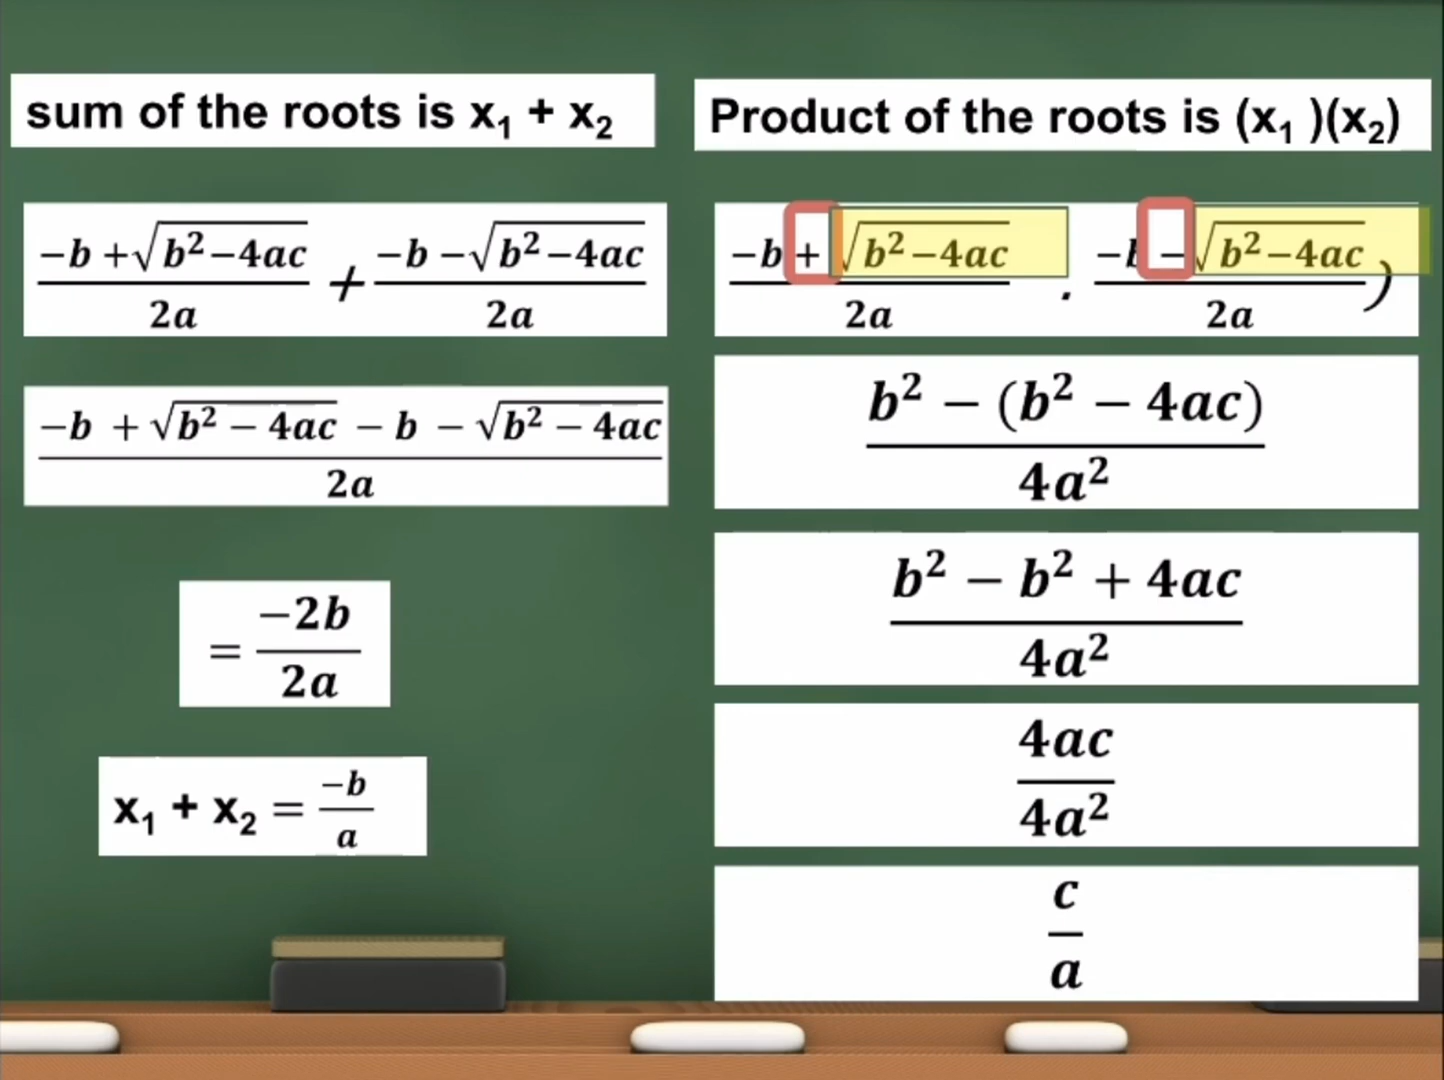 sum of the roots is x₁ + x₂
−b +√b²−4ac / 2a + −b −√b²−4ac / 2a
−b + √b² − 4ac − b − √b² − 4ac / 2a
= −2b / 2a
x₁ + x₂ = −b / a
Product of the roots is (x₁ )(x₂)
−b + √b²−4ac / 2a . −b − √b²−4ac / 2a )
b² − (b² − 4ac) / 4a²
b² − b² + 4ac / 4a²
4ac / 4a²
c / a